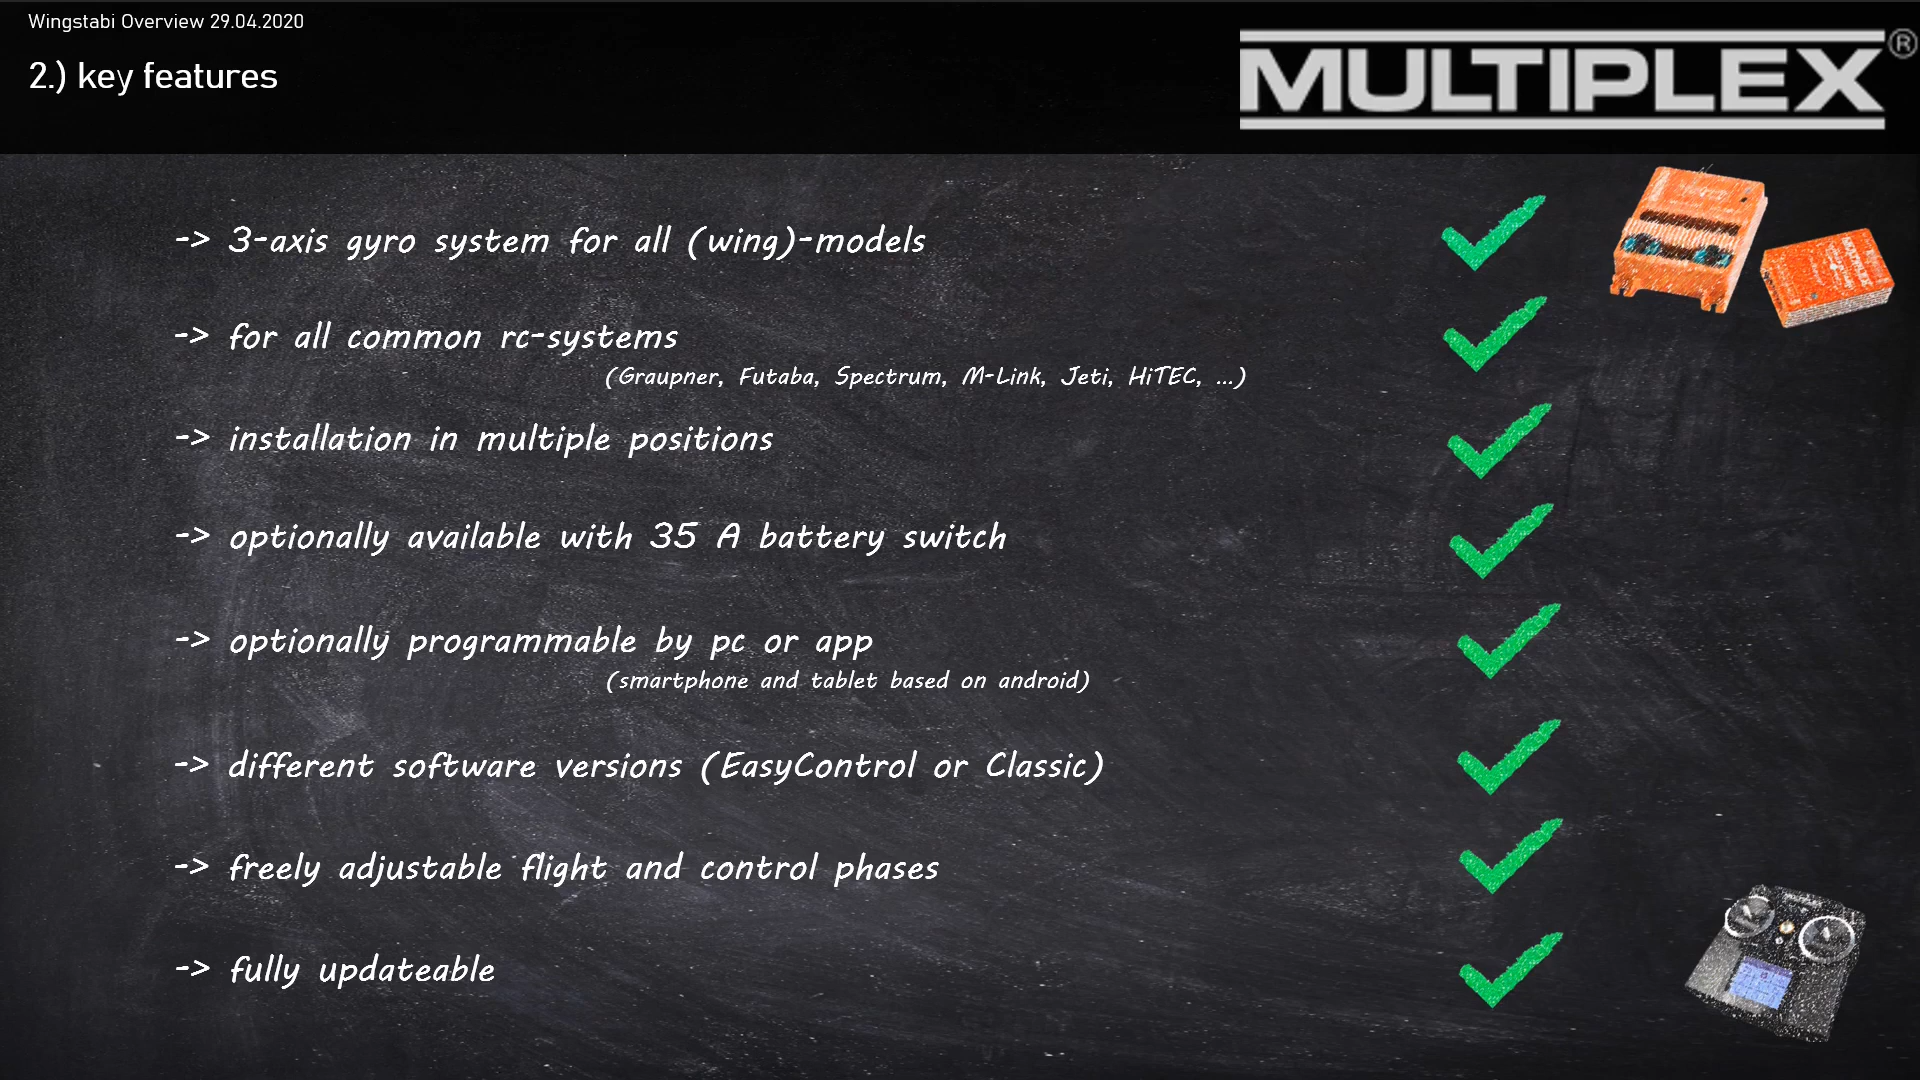 Wingstabi Overview 29.04.2020
2.) key features
MULTIPLEX®
-> 3-axis gyro system for all (wing)-models
-> for all common rc-systems
(Graupner, Futaba, Spectrum, M-Link, Jeti, HiTEC, ...)
-> installation in multiple positions
-> optionally available with 35 A battery switch
-> optionally programmable by pc or app
(smartphone and tablet based on android)
-> different software versions (EasyControl or Classic)
-> freely adjustable flight and control phases
-> fully updateable
MULTIPLEX